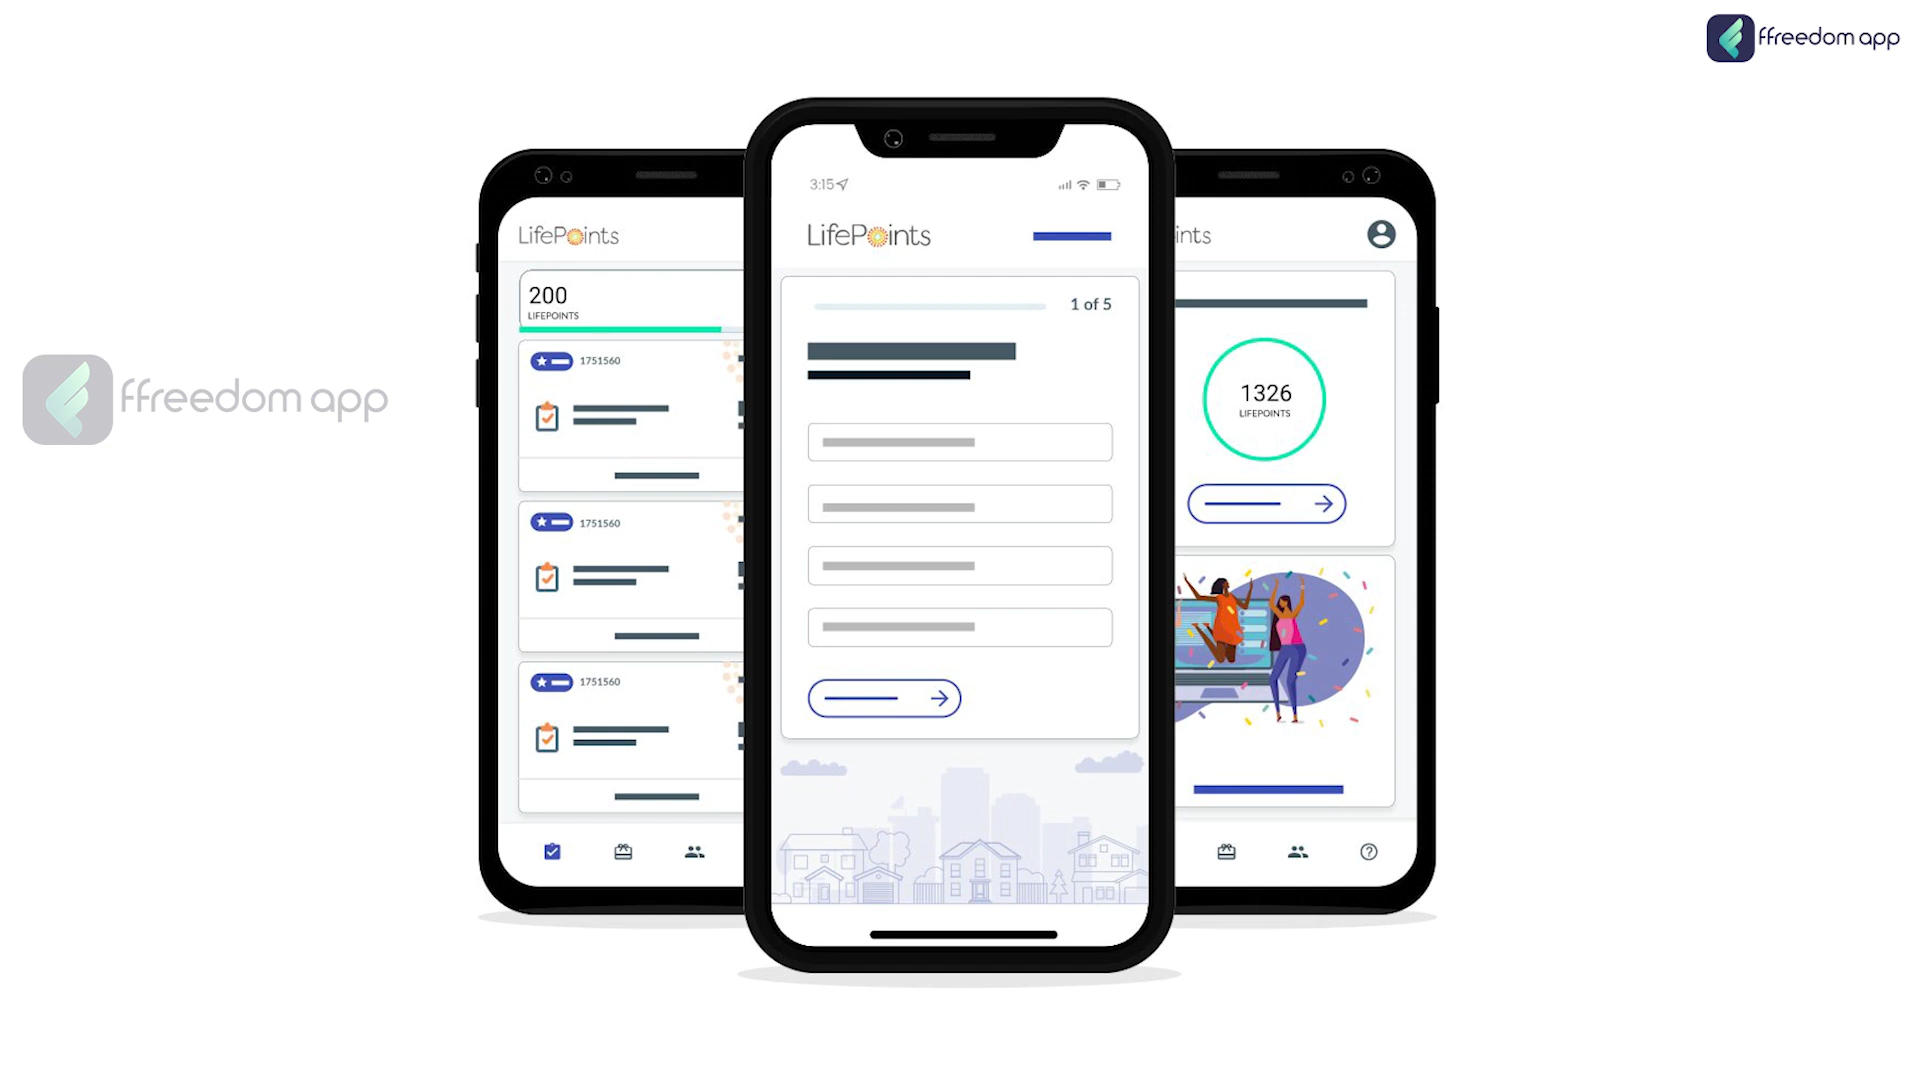 ffreedom app
ffreedom app
LifePoints
200
LIFEPOINTS
1751560
1751560
1751560
3:15
LifePoints
1 of 5
ints
1326
LIFEPOINTS